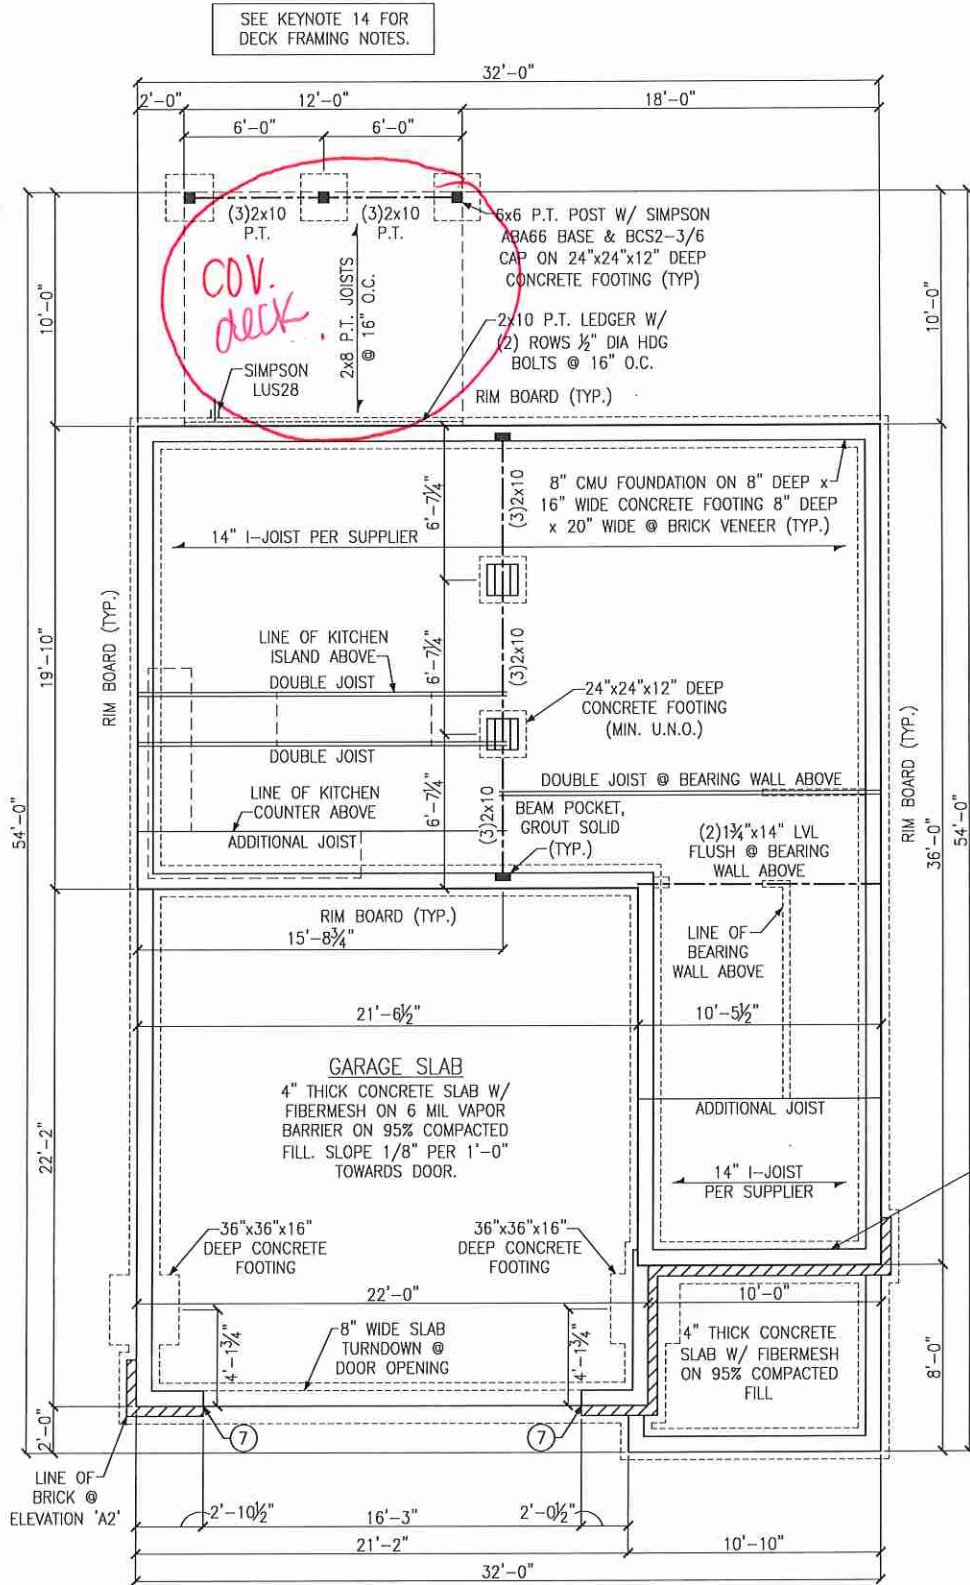 SEE KEYNOTE 14 FOR
DECK FRAMING NOTES.
32'-0"
2'-0"
12'-0"
18'-0"
6'-0"
6'-0"
(3)2x10
P.T.
(3)2x10
P.T.
6x6 P.T. POST W/ SIMPSON
ABA66 BASE & BCS2-3/6
CAP ON 24"x24"x12" DEEP
CONCRETE FOOTING (TYP)
COV.
deck
2x8 P.T. JOISTS
@ 16" O.C.
10'-0"
10'-0"
2x10 P.T. LEDGER W/
(2) ROWS ½" DIA HDG
BOLTS @ 16" O.C.
SIMPSON
LUS28
RIM BOARD (TYP.)
6'-7¼"
(3)2x10
8" CMU FOUNDATION ON 8" DEEP x
16" WIDE CONCRETE FOOTING 8" DEEP
x 20" WIDE @ BRICK VENEER (TYP.)
14" I-JOIST PER SUPPLIER
RIM BOARD (TYP.)
19'-10"
LINE OF KITCHEN
ISLAND ABOVE
DOUBLE JOIST
6'-7¼"
(3)2x10
24"x24"x12" DEEP
CONCRETE FOOTING
(MIN. U.N.O.)
DOUBLE JOIST
RIM BOARD (TYP.)
DOUBLE JOIST @ BEARING WALL ABOVE
LINE OF KITCHEN
COUNTER ABOVE
ADDITIONAL JOIST
6'-7¼"
(3)2x10
BEAM POCKET,
GROUT SOLID
(TYP.)
(2)1¾"x14" LVL
FLUSH @ BEARING
WALL ABOVE
54'-0"
36'-0"
54'-0"
RIM BOARD (TYP.)
15'-8¾"
LINE OF
BEARING
WALL ABOVE
21'-6½"
10'-5½"
GARAGE SLAB
4" THICK CONCRETE SLAB W/
FIBERMESH ON 6 MIL VAPOR
BARRIER ON 95% COMPACTED
FILL. SLOPE 1/8" PER 1'-0"
TOWARDS DOOR.
ADDITIONAL JOIST
22'-2"
14" I-JOIST
PER SUPPLIER
36"x36"x16"
DEEP CONCRETE
FOOTING
36"x36"x16"
DEEP CONCRETE
FOOTING
22'-0"
10'-0"
4'-1¾"
8" WIDE SLAB
TURNDOWN @
DOOR OPENING
4'-1¾"
4" THICK CONCRETE
SLAB W/ FIBERMESH
ON 95% COMPACTED
FILL
8'-0"
2'-0"
7
7
LINE OF
BRICK @
ELEVATION 'A2'
2'-10½"
16'-3"
2'-0½"
21'-2"
10'-10"
32'-0"